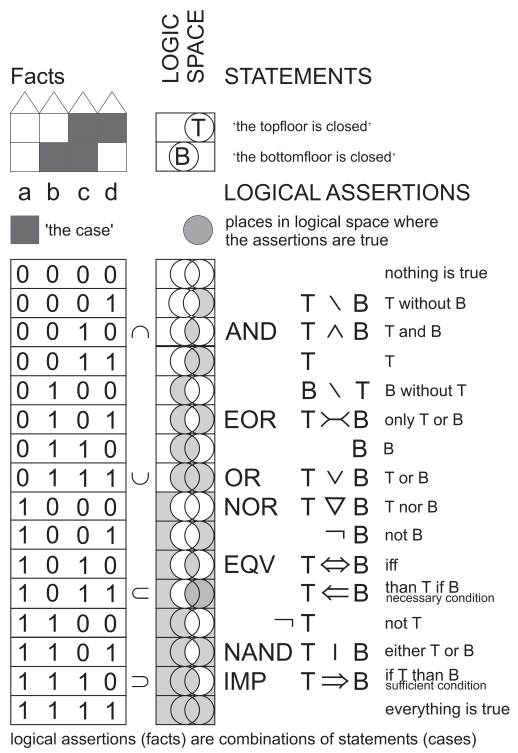 LOGIC
SPACE
Facts
STATEMENTS
T
'the topfloor is closed'
B
'the bottomfloor is closed'
a b c d
LOGICAL ASSERTIONS
'the case'
places in logical space where
the assertions are true
0 0 0 0 nothing is true
0 0 0 1 T \ B T without B
0 0 1 0 ∩ AND T ∧ B T and B
0 0 1 1 T T
0 1 0 0 B \ T B without T
0 1 0 1 EOR T >–< B only T or B
0 1 1 0 B B
0 1 1 1 ∪ OR T ∨ B T or B
1 0 0 0 NOR T ▽ B T nor B
1 0 0 1 ¬ B not B
1 0 1 0 EQV T ⇔ B iff
1 0 1 1 ⊂ T ⇐ B than T if B
necessary condition
1 1 0 0 ¬ T not T
1 1 0 1 NAND T | B either T or B
1 1 1 0 ⊃ IMP T ⇒ B if T than B
sufficient condition
1 1 1 1 everything is true
logical assertions (facts) are combinations of statements (cases)